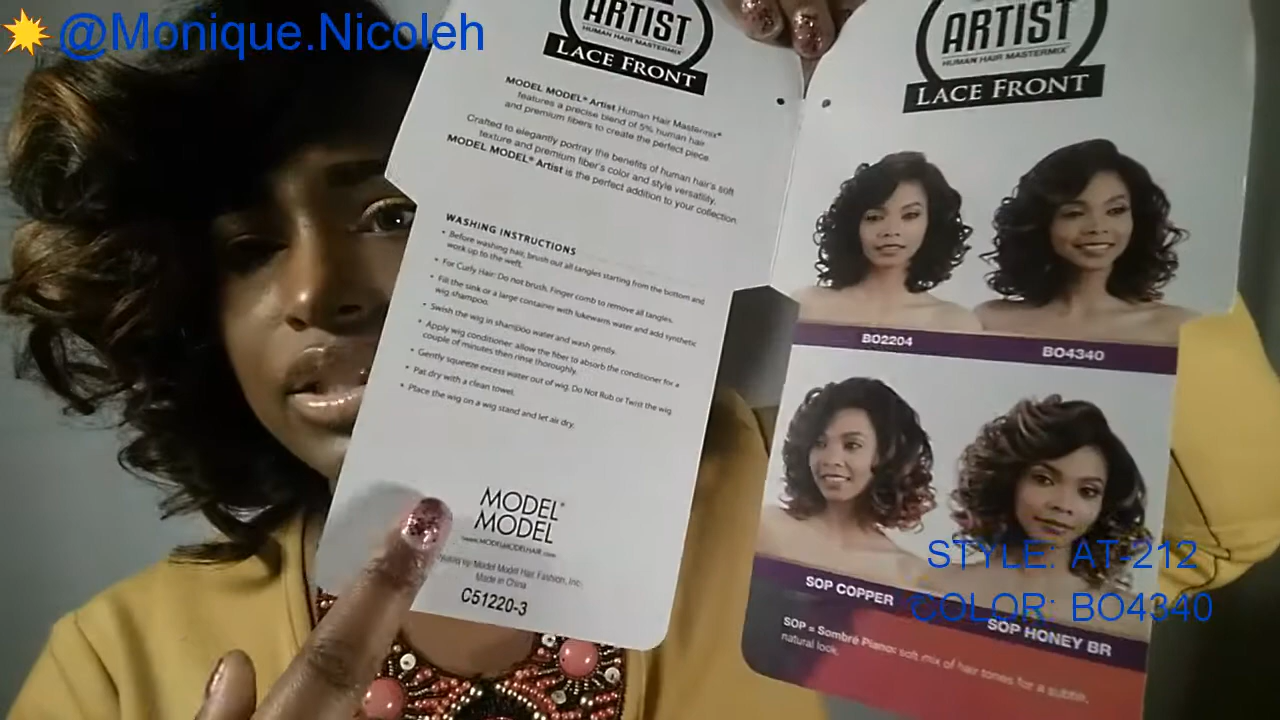 @Monique.Nicoleh
ARTIST
HUMAN HAIR MASTERMIX
LACE FRONT
MODEL MODEL® Artist Human Hair Mastermix®
features a precise blend of 5% human hair
and premium fibers to create the perfect piece.
Crafted to elegantly portray the benefits of human hair's soft
texture and premium fiber's color and style versatility,
MODEL MODEL® Artist is the perfect addition to your collection.
WASHING INSTRUCTIONS
• Before washing hair, brush out all tangles starting from the bottom and
work up to the weft.
• For Curly Hair: Do not brush. Finger comb to remove all tangles.
• Fill the sink or a large container with lukewarm water and add synthetic
wig shampoo.
• Swish the wig in shampoo water and wash gently.
• Apply wig conditioner: allow the fiber to absorb the conditioner for a
couple of minutes then rinse thoroughly.
• Gently squeeze excess water out of wig. Do Not Rub or Twist the wig
• Pat dry with a clean towel.
• Place the wig on a wig stand and let air dry.
MODEL®
MODEL
www.MODELMODELHAIR.com
by Model Model Hair Fashion, Inc.
Made in China
C51220-3
ARTIST
HUMAN HAIR MASTERMIX
LACE FRONT
BO2204
BO4340
SOP COPPER
SOP HONEY BR
SOP = Sombré Piano: soft mix of hair tones for a subtle,
natural look.
STYLE: AT-212
COLOR: BO4340